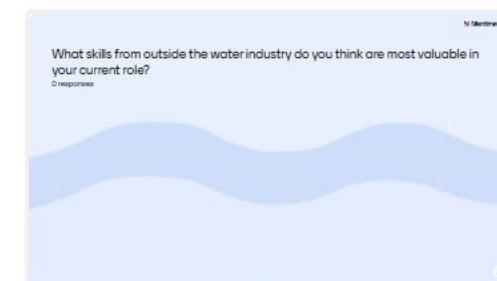 Mentimeter
What skills from outside the water industry do you think are most valuable in
your current role?
0 responses